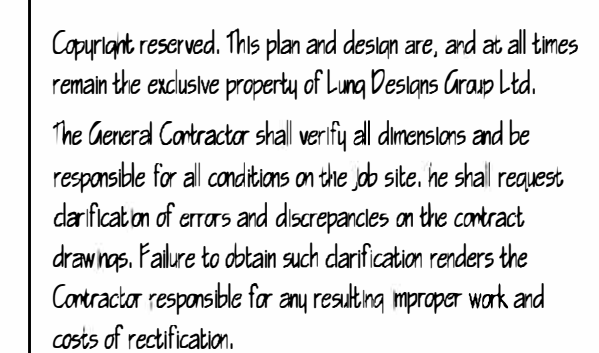 Copyright reserved. This plan and design are, and at all times
remain the exclusive property of Lung Designs Group Ltd.
The General Contractor shall verify all dimensions and be
responsible for all conditions on the job site. he shall request
clarification of errors and discrepancies on the contract
drawings. Failure to obtain such clarification renders the
Contractor responsible for any resulting improper work and
costs of rectification.